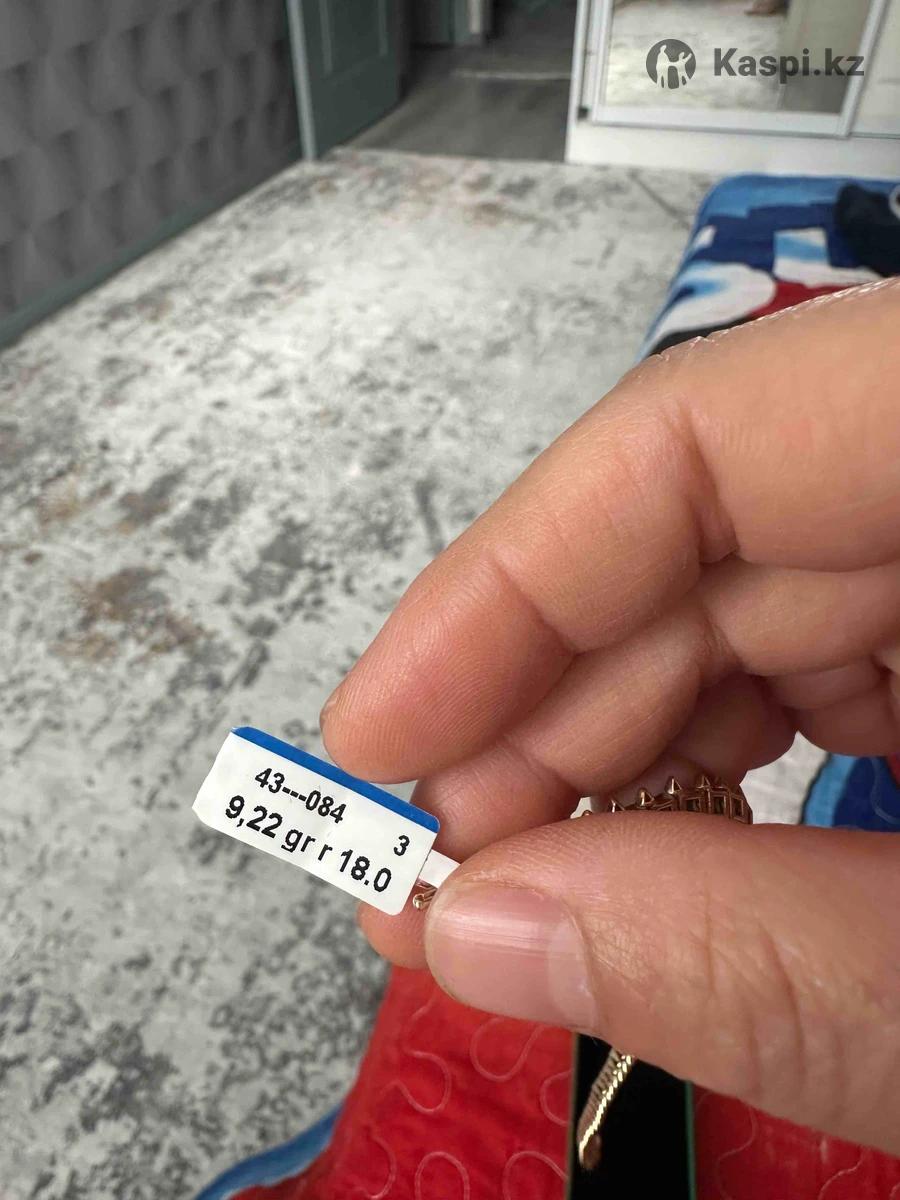 Kaspi.kz
43---084
3
9,22 gr r 18.0